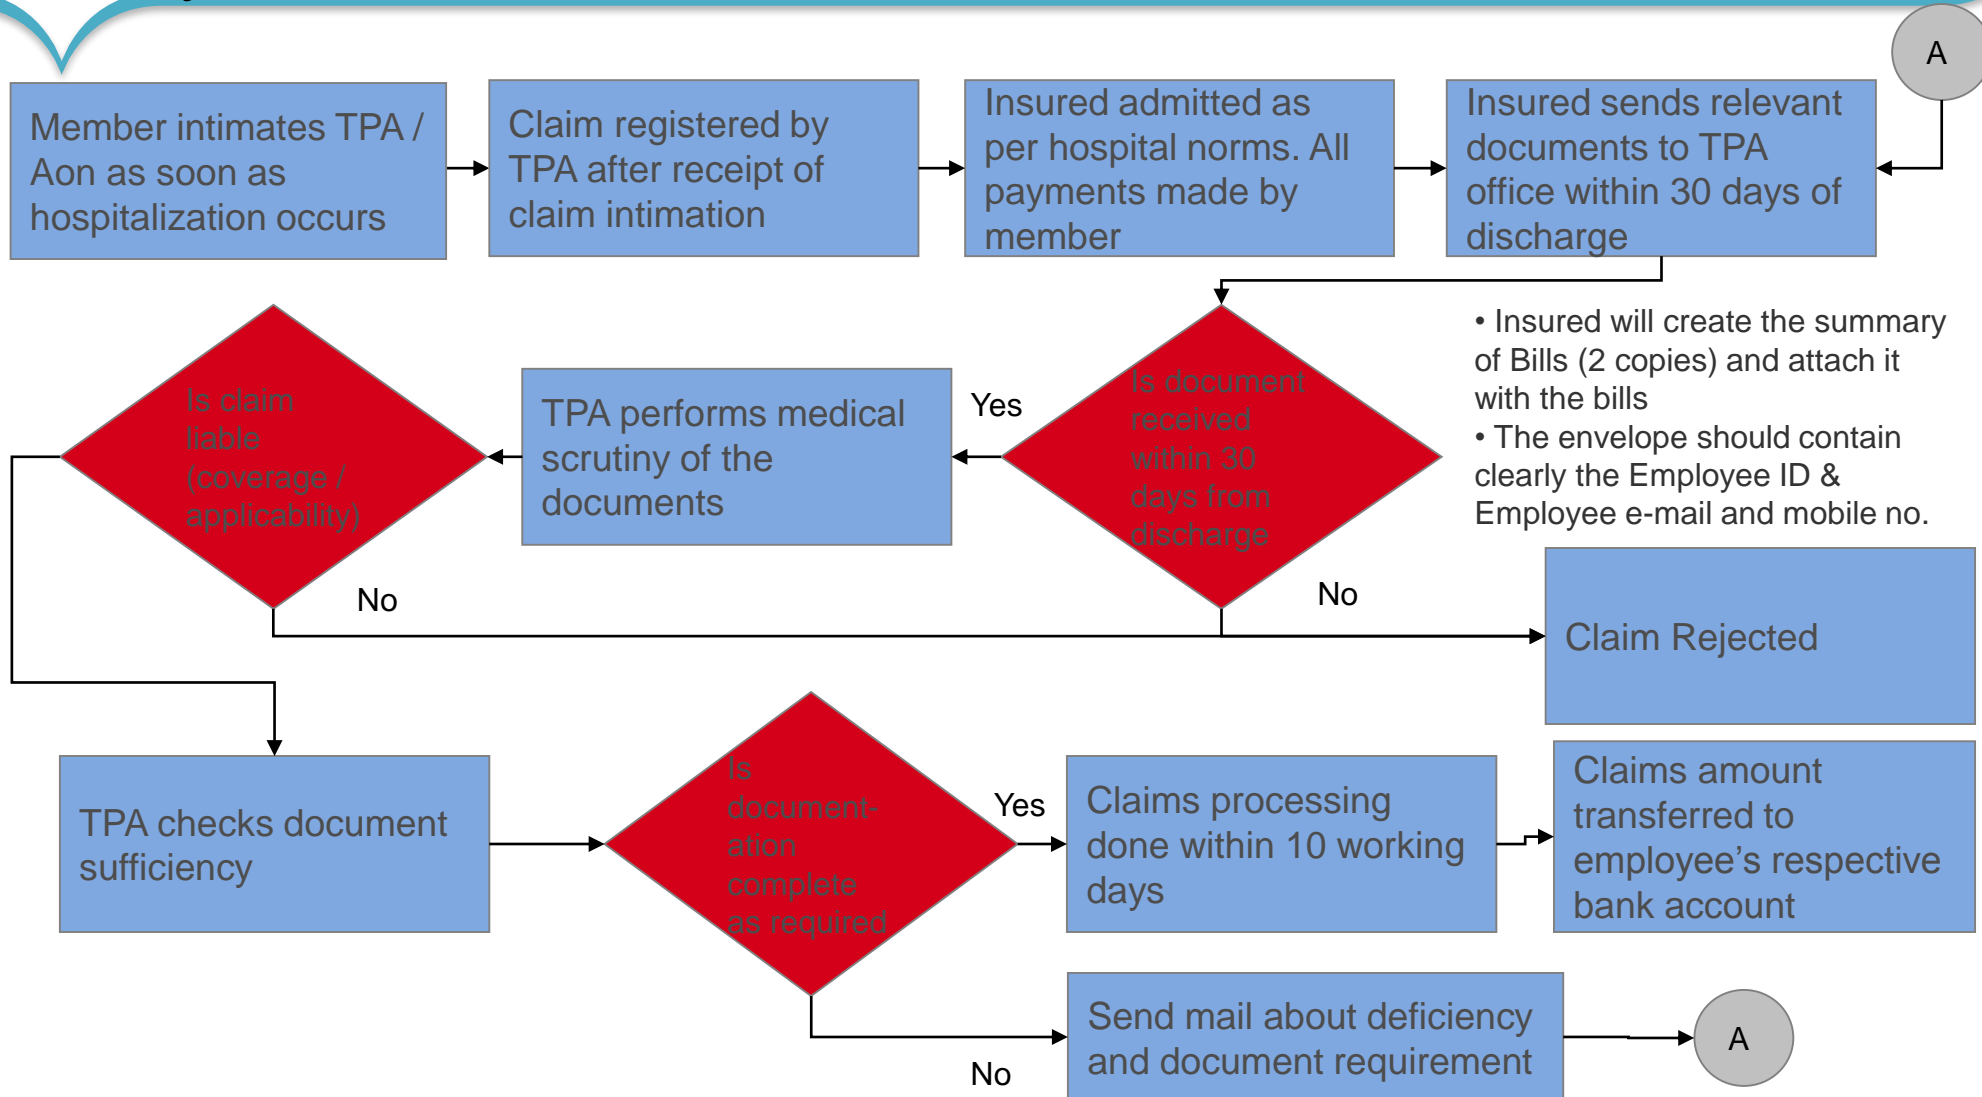 A
Member intimates TPA /
Aon as soon as
hospitalization occurs
Claim registered by
TPA after receipt of
claim intimation
Insured admitted as
per hospital norms. All
payments made by
member
Insured sends relevant
documents to TPA
office within 30 days of
discharge
Is claim
liable
(coverage /
applicability)
TPA performs medical
scrutiny of the
documents
Yes
Is document
received
within 30
days from
discharge
• Insured will create the summary
of Bills (2 copies) and attach it
with the bills
• The envelope should contain
clearly the Employee ID &
Employee e-mail and mobile no.
No
No
Claim Rejected
TPA checks document
sufficiency
Is
document-
ation
complete
as required
Yes
Claims processing
done within 10 working
days
Claims amount
transferred to
employee’s respective
bank account
No
Send mail about deficiency
and document requirement
A